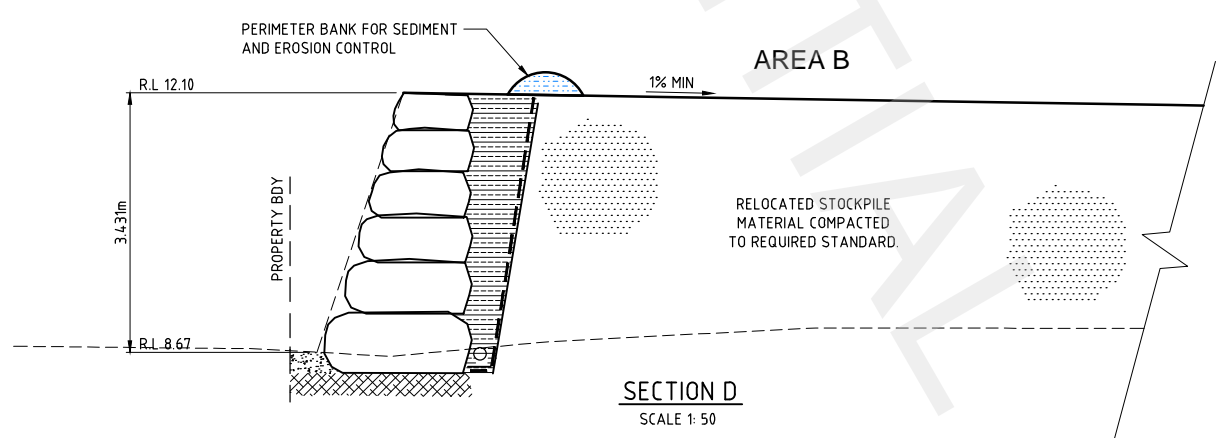 PERIMETER BANK FOR SEDIMENT
AND EROSION CONTROL
AREA B
R.L 12.10
1% MIN
3.431m
PROPERTY BDY
RELOCATED STOCKPILE
MATERIAL COMPACTED
TO REQUIRED STANDARD.
R.L 8.67
SECTION D
SCALE 1: 50
TIAL